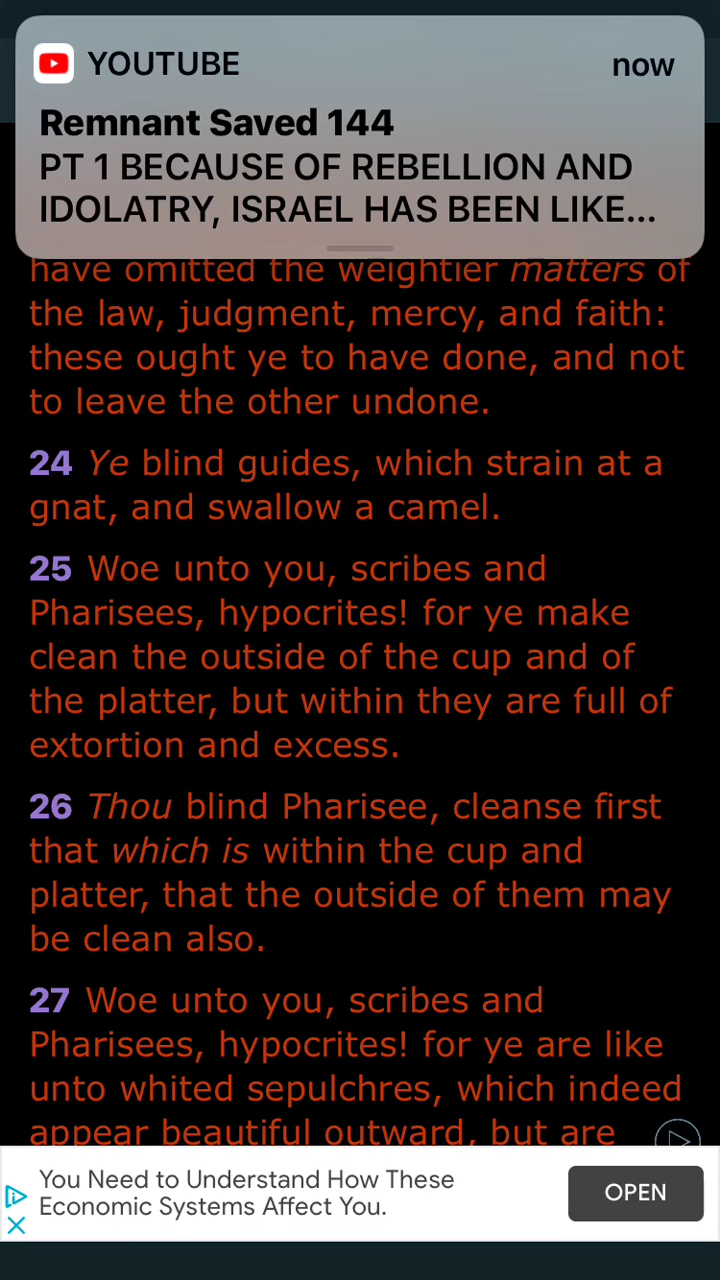 YOUTUBE now
Remnant Saved 144
PT 1 BECAUSE OF REBELLION AND
IDOLATRY, ISRAEL HAS BEEN LIKE...
have omitted the weightier matters of
the law, judgment, mercy, and faith:
these ought ye to have done, and not
to leave the other undone.
24 Ye blind guides, which strain at a
gnat, and swallow a camel.
25 Woe unto you, scribes and
Pharisees, hypocrites! for ye make
clean the outside of the cup and of
the platter, but within they are full of
extortion and excess.
26 Thou blind Pharisee, cleanse first
that which is within the cup and
platter, that the outside of them may
be clean also.
27 Woe unto you, scribes and
Pharisees, hypocrites! for ye are like
unto whited sepulchres, which indeed
appear beautiful outward, but are
You Need to Understand How These
Economic Systems Affect You.
OPEN